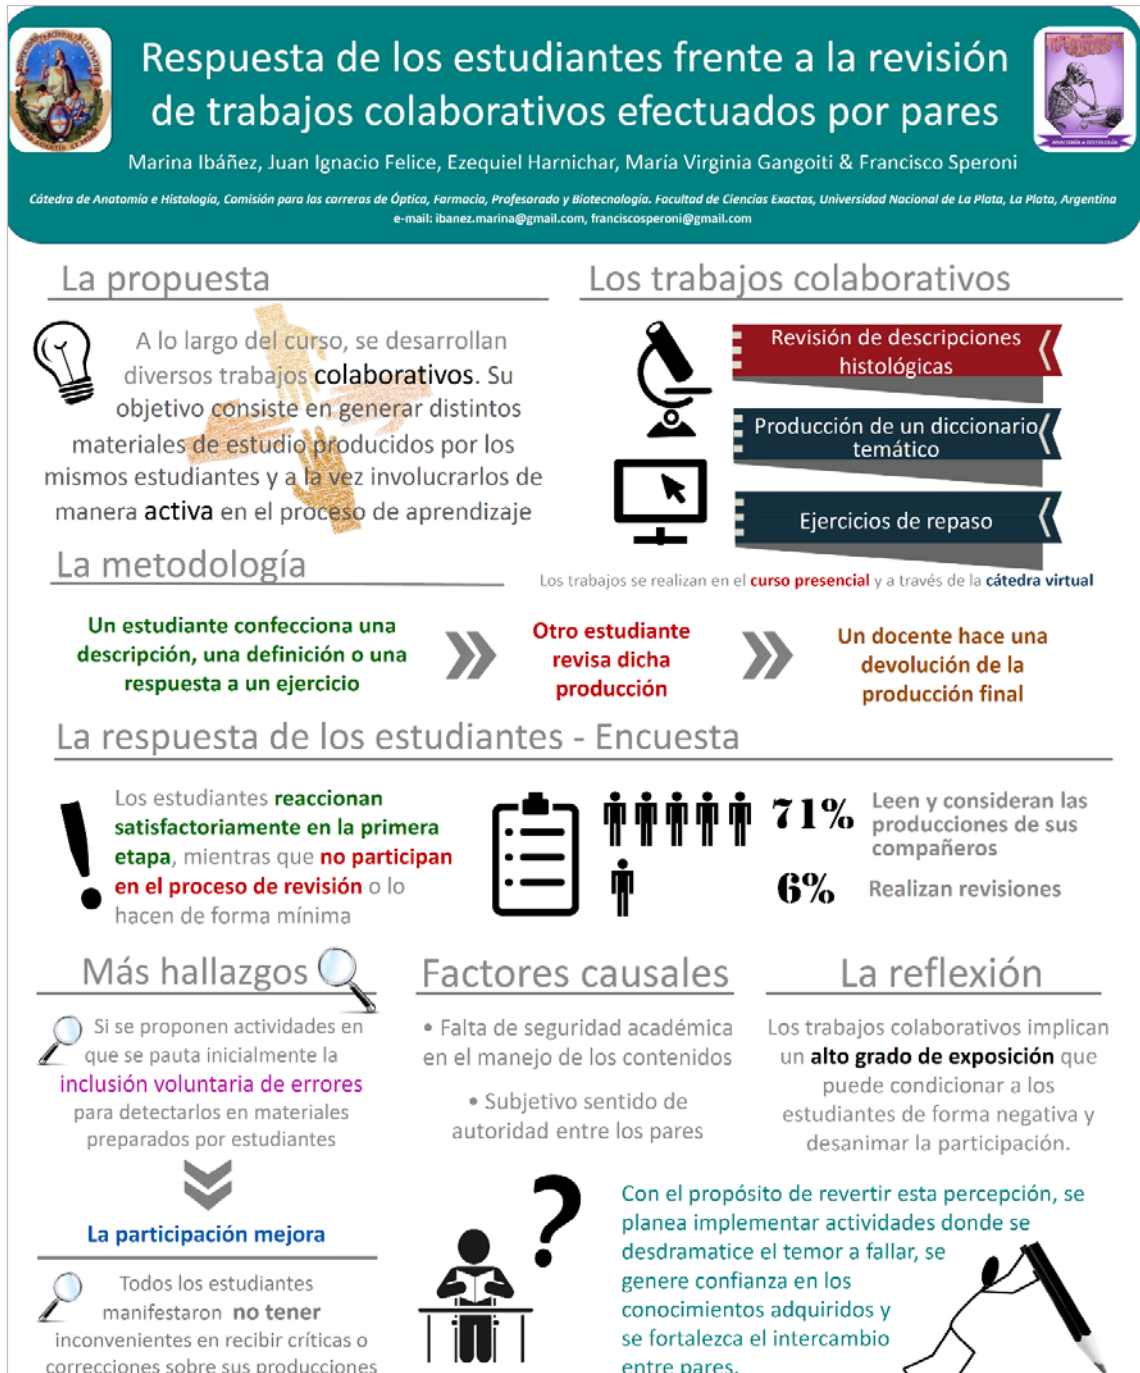 Respuesta de los estudiantes frente a la revisión
de trabajos colaborativos efectuados por pares
Marina Ibáñez, Juan Ignacio Felice, Ezequiel Harnichar, María Virginia Gangoiti & Francisco Speroni
Cátedra de Anatomía e Histología, Comisión para las carreras de Óptica, Farmacia, Profesorado y Biotecnología. Facultad de Ciencias Exactas, Universidad Nacional de La Plata, La Plata, Argentina
e-mail: ibanez.marina@gmail.com, franciscosperoni@gmail.com
ANATOMÍA e HISTOLOGÍA
La propuesta
A lo largo del curso, se desarrollan
diversos trabajos colaborativos. Su
objetivo consiste en generar distintos
materiales de estudio producidos por los
mismos estudiantes y a la vez involucrarlos de
manera activa en el proceso de aprendizaje
Los trabajos colaborativos
Revisión de descripciones
histológicas
Producción de un diccionario
temático
Ejercicios de repaso
Los trabajos se realizan en el curso presencial y a través de la cátedra virtual
La metodología
Un estudiante confecciona una
descripción, una definición o una
respuesta a un ejercicio
Otro estudiante
revisa dicha
producción
Un docente hace una
devolución de la
producción final
La respuesta de los estudiantes - Encuesta
Los estudiantes reaccionan
satisfactoriamente en la primera
etapa, mientras que no participan
en el proceso de revisión o lo
hacen de forma mínima
71%
Leen y consideran las
producciones de sus
compañeros
6%
Realizan revisiones
Más hallazgos
Si se proponen actividades en
que se pauta inicialmente la
inclusión voluntaria de errores
para detectarlos en materiales
preparados por estudiantes
La participación mejora
Todos los estudiantes
manifestaron no tener
inconvenientes en recibir críticas o
correcciones sobre sus producciones
Factores causales
• Falta de seguridad académica
en el manejo de los contenidos
• Subjetivo sentido de
autoridad entre los pares
?
La reflexión
Los trabajos colaborativos implican
un alto grado de exposición que
puede condicionar a los
estudiantes de forma negativa y
desanimar la participación.
Con el propósito de revertir esta percepción, se
planea implementar actividades donde se
desdramatice el temor a fallar, se
genere confianza en los
conocimientos adquiridos y
se fortalezca el intercambio
entre pares.